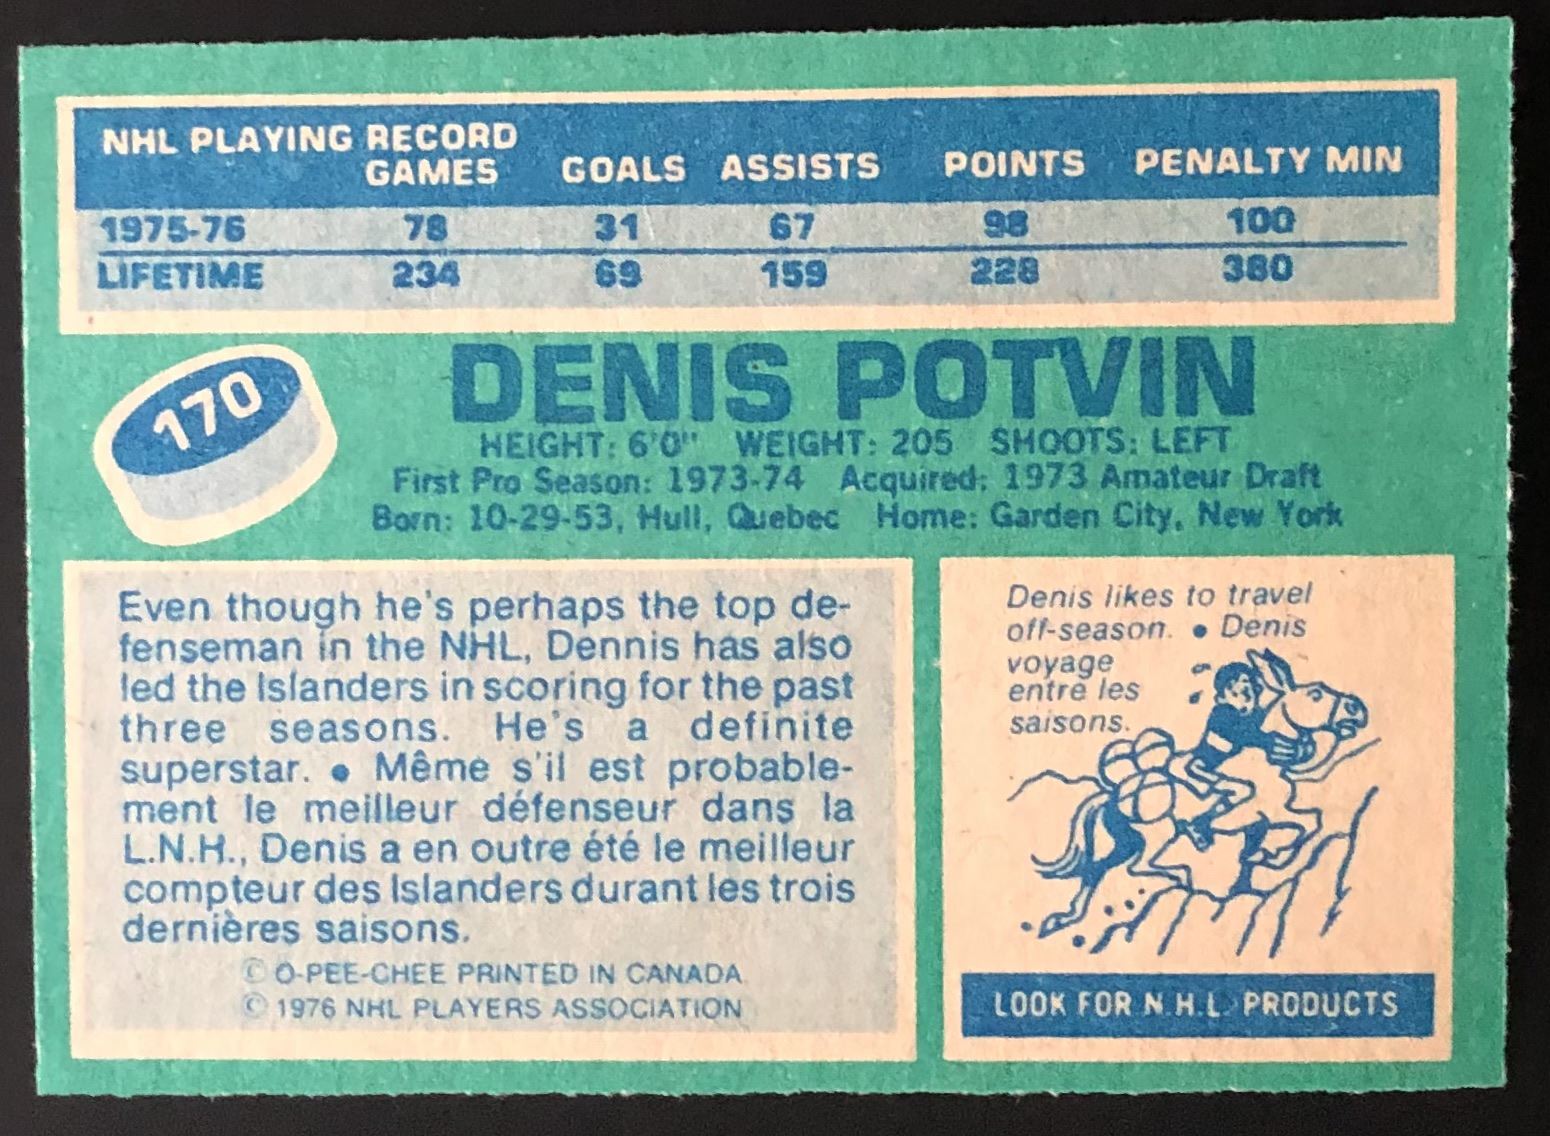 NHL PLAYING RECORD
GAMES GOALS ASSISTS POINTS PENALTY MIN
1975-76 78 31 67 98 100
LIFETIME 234 69 159 228 380
170
DENIS POTVIN
HEIGHT: 6'0" WEIGHT: 205 SHOOTS: LEFT
First Pro Season: 1973-74 Acquired: 1973 Amateur Draft
Born: 10-29-53, Hull, Quebec Home: Garden City, New York
Even though he's perhaps the top de-
fenseman in the NHL, Dennis has also
led the Islanders in scoring for the past
three seasons. He's a definite
superstar. • Même s'il est probable-
ment le meilleur défenseur dans la
L.N.H., Denis a en outre été le meilleur
compteur des Islanders durant les trois
dernières saisons.
© O-PEE-CHEE PRINTED IN CANADA
© 1976 NHL PLAYERS ASSOCIATION
Denis likes to travel
off-season. • Denis
voyage
entre les
saisons.
LOOK FOR N.H.L. PRODUCTS